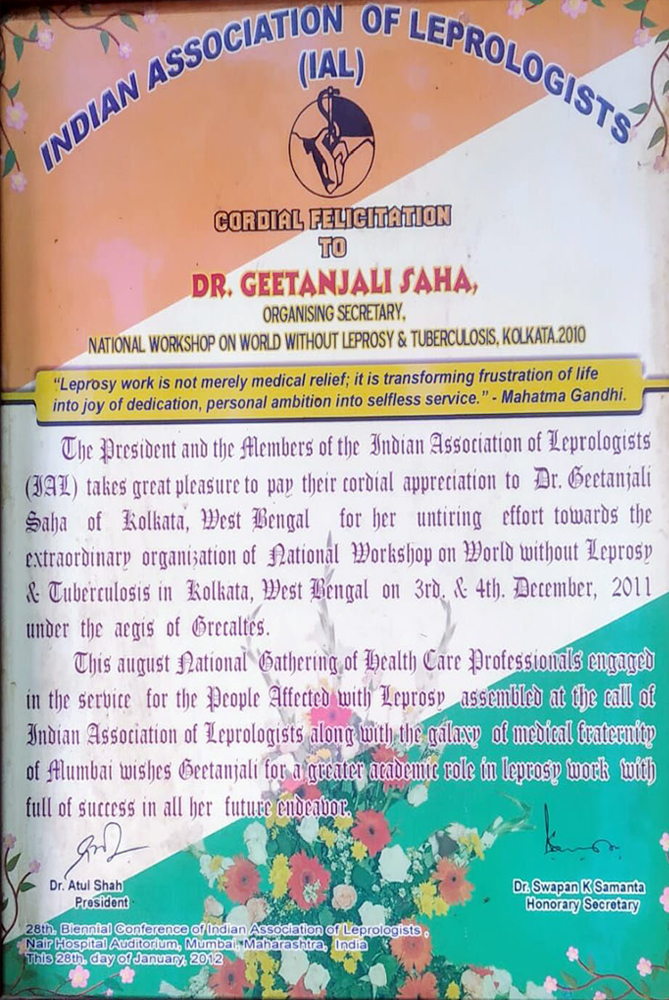 INDIAN ASSOCIATION OF LEPROLOGISTS
(IAL)
CORDIAL FELICITATION
TO
DR. GEETANJALI SAHA,
ORGANISING SECRETARY,
NATIONAL WORKSHOP ON WORLD WITHOUT LEPROSY & TUBERCULOSIS, KOLKATA.2010
"Leprosy work is not merely medical relief; it is transforming frustration of life
into joy of dedication, personal ambition into selfless service." - Mahatma Gandhi.
The President and the Members of the Indian Association of Leprologists
(IAL) takes great pleasure to pay their cordial appreciation to Dr. Geetanjali
Saha of Kolkata, West Bengal for her untiring effort towards the
extraordinary organization of National Workshop on World without Leprosy
& Tuberculosis in Kolkata, West Bengal on 3rd. & 4th. December, 2011
under the aegis of Grecaltes.
This august National Gathering of Health Care Professionals engaged
in the service for the People Affected with Leprosy assembled at the call of
Indian Association of Leprologists along with the galaxy of medical fraternity
of Mumbai wishes Geetanjali for a greater academic role in leprosy work with
full of success in all her future endeavor.
Dr. Atul Shah
President
Dr. Swapan K Samanta
Honorary Secretary
28th. Biennial Conference of Indian Association of Leprologists,
Nair Hospital Auditorium, Mumbai, Maharashtra, India
This 28th. day of January, 2012